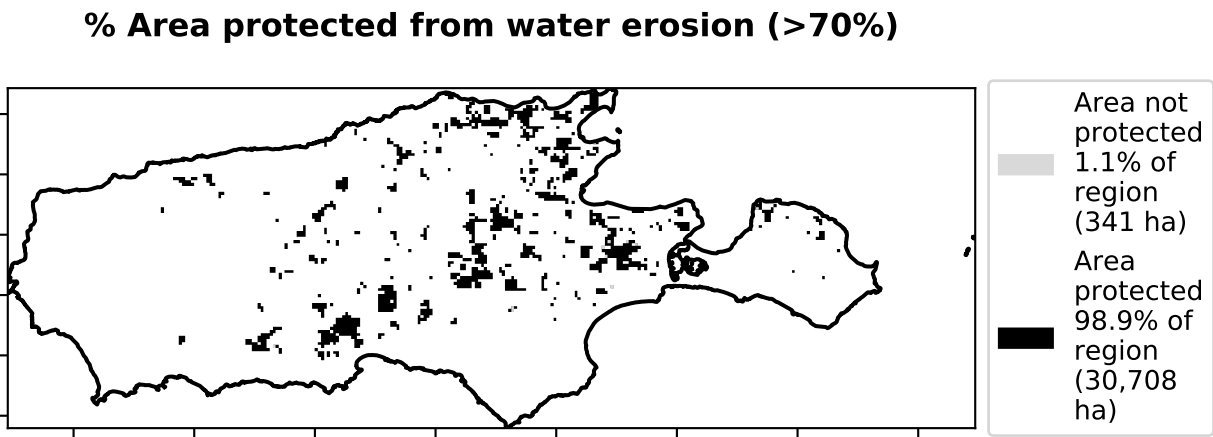 % Area protected from water erosion (>70%)
Area not
protected
1.1% of
region
(341 ha)
Area
protected
98.9% of
region
(30,708
ha)